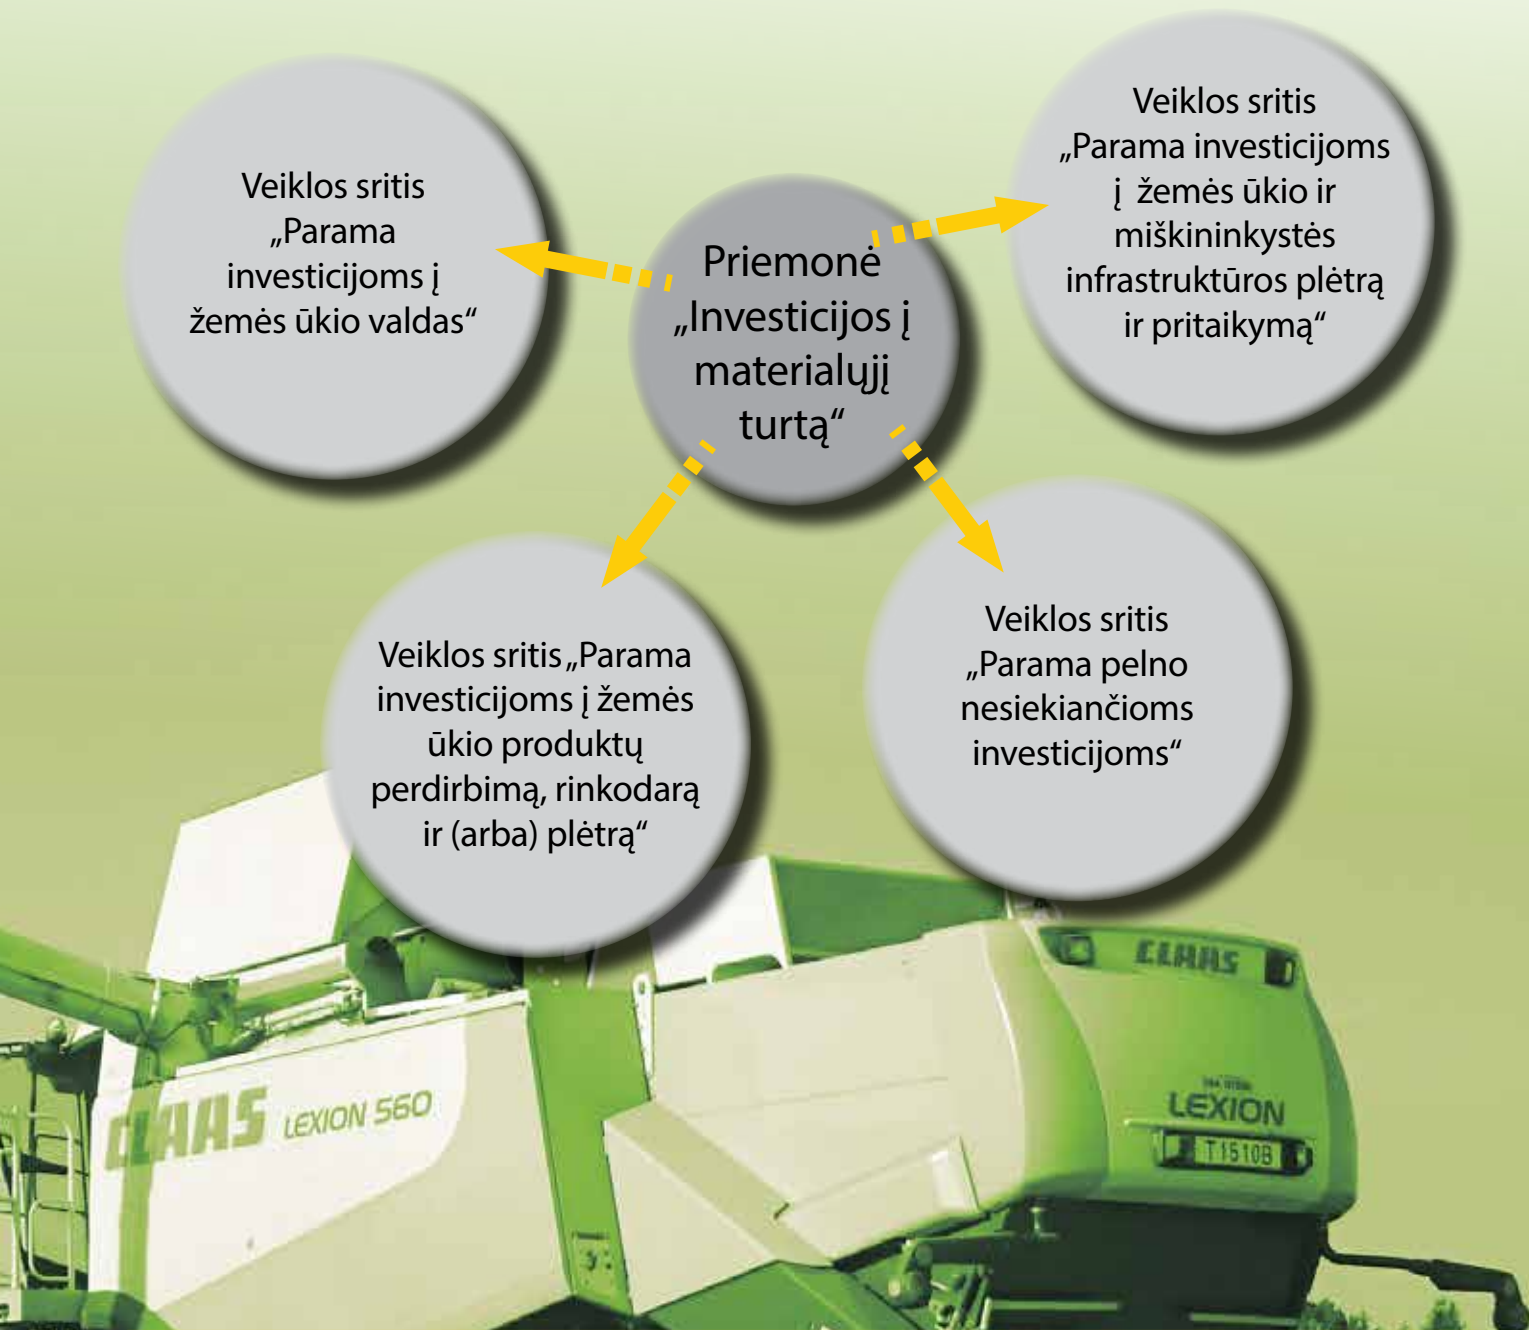 Veiklos sritis
„Parama
investicijoms į
žemės ūkio valdas“
Priemonė
„Investicijos į
materialųjį
turtą“
Veiklos sritis
„Parama investicijoms
į žemės ūkio ir
miškininkystės
infrastruktūros plėtrą
ir pritaikymą“
Veiklos sritis „Parama
investicijoms į žemės
ūkio produktų
perdirbimą, rinkodarą
ir (arba) plėtrą“
Veiklos sritis
„Parama pelno
nesiekiančioms
investicijoms“
CLAAS
CLAAS LEXION 560
LEXION
T1510B